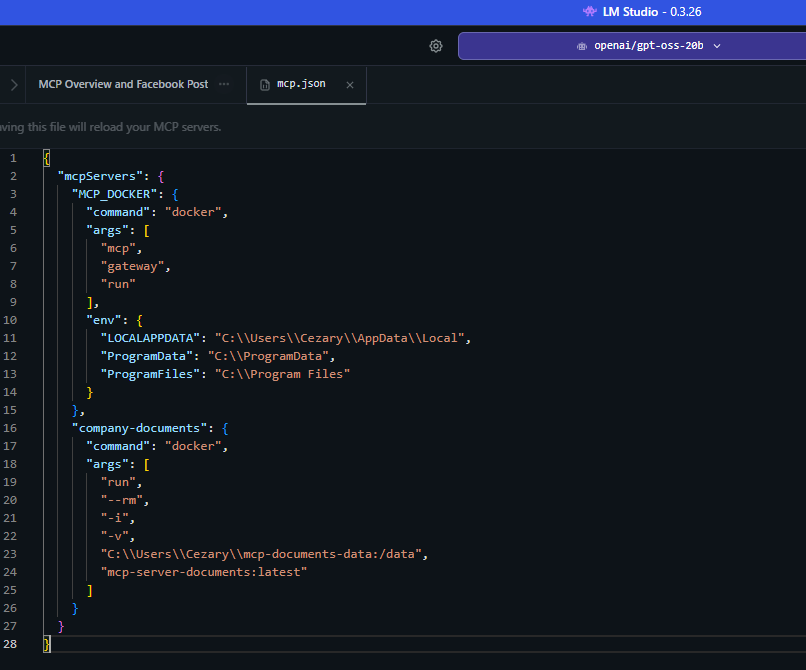 LM Studio - 0.3.26
openai/gpt-oss-20b
MCP Overview and Facebook Post ···
mcp.json ×
aving this file will reload your MCP servers.
1 {
2 "mcpServers": {
3 "MCP_DOCKER": {
4 "command": "docker",
5 "args": [
6 "mcp",
7 "gateway",
8 "run"
9 ],
10 "env": {
11 "LOCALAPPDATA": "C:\\Users\\Cezary\\AppData\\Local",
12 "ProgramData": "C:\\ProgramData",
13 "ProgramFiles": "C:\\Program Files"
14 }
15 },
16 "company-documents": {
17 "command": "docker",
18 "args": [
19 "run",
20 "--rm",
21 "-i",
22 "-v",
23 "C:\\Users\\Cezary\\mcp-documents-data:/data",
24 "mcp-server-documents:latest"
25 ]
26 }
27 }
28 }